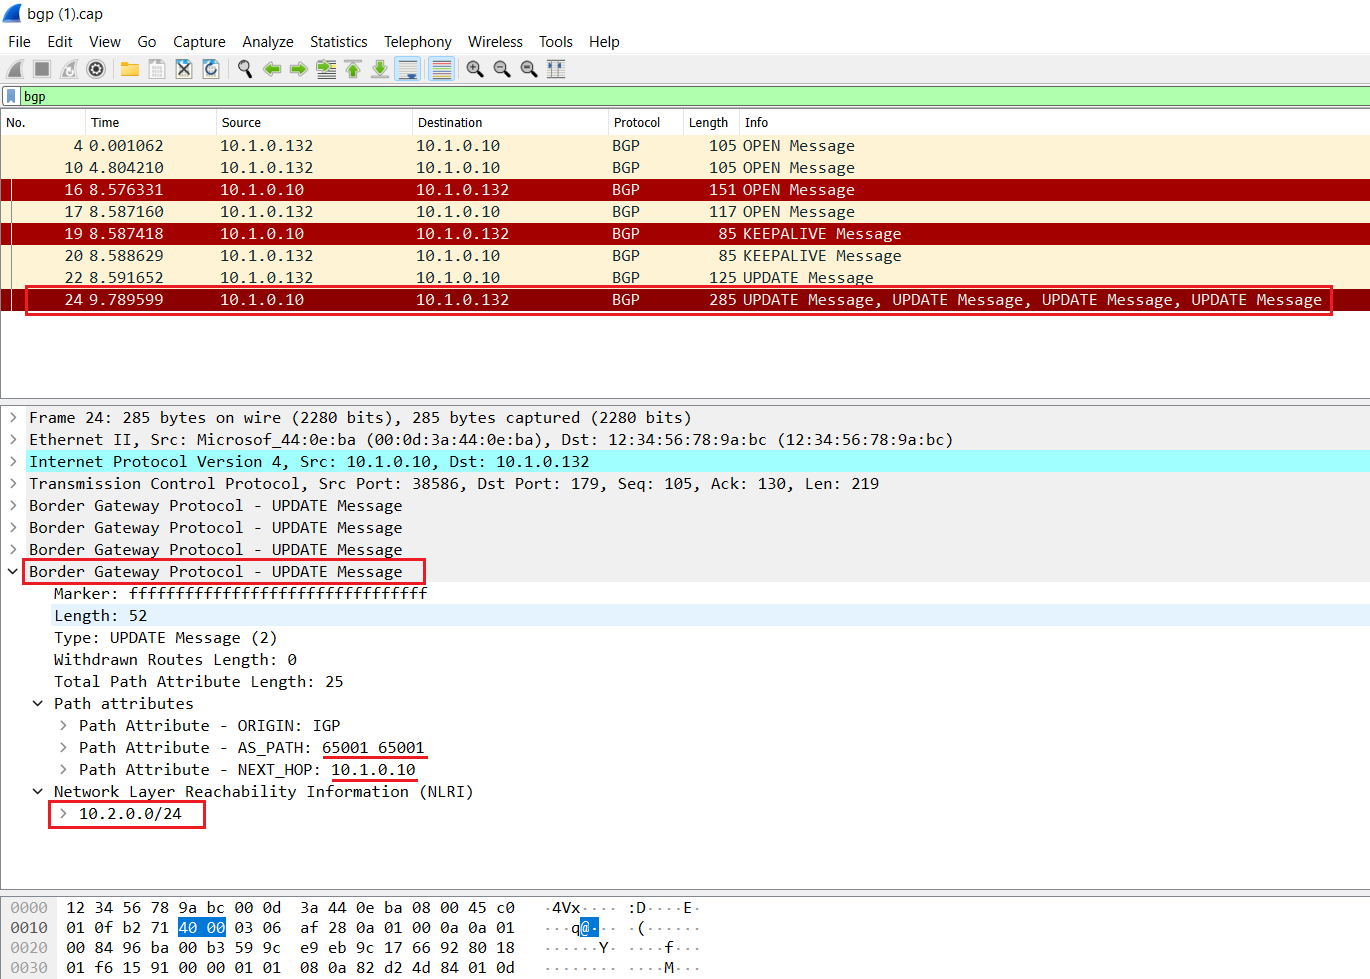 bgp (1).cap
File Edit View Go Capture Analyze Statistics Telephony Wireless Tools Help
bgp
No. Time Source Destination Protocol Length Info
4 0.001062 10.1.0.132 10.1.0.10 BGP 105 OPEN Message
10 4.804210 10.1.0.132 10.1.0.10 BGP 105 OPEN Message
16 8.576331 10.1.0.10 10.1.0.132 BGP 151 OPEN Message
17 8.587160 10.1.0.132 10.1.0.10 BGP 117 OPEN Message
19 8.587418 10.1.0.10 10.1.0.132 BGP 85 KEEPALIVE Message
20 8.588629 10.1.0.132 10.1.0.10 BGP 85 KEEPALIVE Message
22 8.591652 10.1.0.132 10.1.0.10 BGP 125 UPDATE Message
24 9.789599 10.1.0.10 10.1.0.132 BGP 285 UPDATE Message, UPDATE Message, UPDATE Message, UPDATE Message
Frame 24: 285 bytes on wire (2280 bits), 285 bytes captured (2280 bits)
Ethernet II, Src: Microsof_44:0e:ba (00:0d:3a:44:0e:ba), Dst: 12:34:56:78:9a:bc (12:34:56:78:9a:bc)
Internet Protocol Version 4, Src: 10.1.0.10, Dst: 10.1.0.132
Transmission Control Protocol, Src Port: 38586, Dst Port: 179, Seq: 105, Ack: 130, Len: 219
Border Gateway Protocol - UPDATE Message
Border Gateway Protocol - UPDATE Message
Border Gateway Protocol - UPDATE Message
Border Gateway Protocol - UPDATE Message
Marker: ffffffffffffffffffffffffffffffff
Length: 52
Type: UPDATE Message (2)
Withdrawn Routes Length: 0
Total Path Attribute Length: 25
Path attributes
Path Attribute - ORIGIN: IGP
Path Attribute - AS_PATH: 65001 65001
Path Attribute - NEXT_HOP: 10.1.0.10
Network Layer Reachability Information (NLRI)
10.2.0.0/24
0000 12 34 56 78 9a bc 00 0d 3a 44 0e ba 08 00 45 c0 ·4Vx···· :D····E·
0010 01 0f b2 71 40 00 03 06 af 28 0a 01 00 0a 0a 01 ···q@··· ·(······
0020 00 84 96 ba 00 b3 59 9c e9 eb 9c 17 66 92 80 18 ······Y· ····f···
0030 01 f6 15 91 00 00 01 01 08 0a 82 d2 4d 84 01 0d ········ ····M···